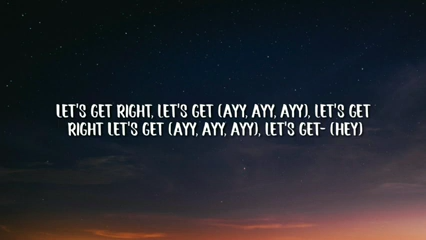 LET'S GET RIGHT, LET'S GET (AYY, AYY, AYY), LET'S GET
RIGHT LET'S GET (AYY, AYY, AYY), LET'S GET- (HEY)